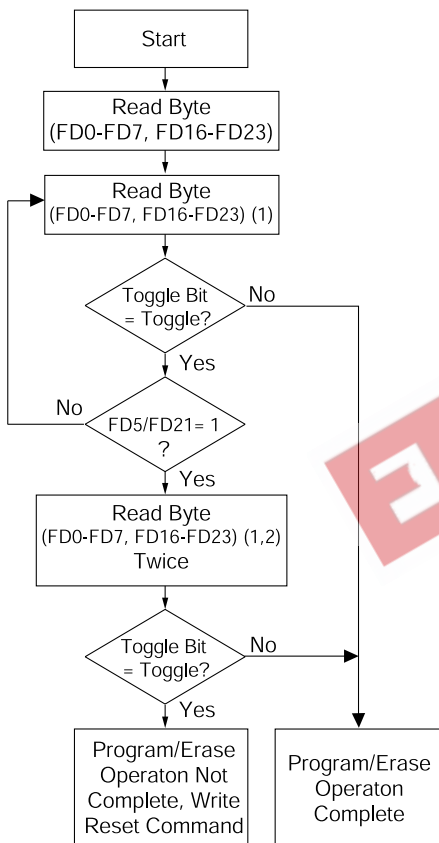 Start
Read Byte
(FD0-FD7, FD16-FD23)
Read Byte
(FD0-FD7, FD16-FD23) (1)
Toggle Bit
= Toggle?
No
Yes
No
FD5/FD21= 1
?
Yes
Read Byte
(FD0-FD7, FD16-FD23) (1,2)
Twice
Toggle Bit
= Toggle?
No
Yes
Program/Erase
Operaton Not
Complete, Write
Reset Command
Program/Erase
Operaton
Complete